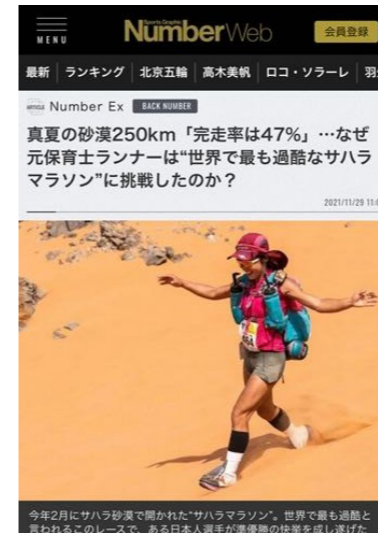 MENU
Sports Graphic
NumberWeb
会員登録
最新 ランキング 北京五輪 高木美帆 ロコ・ソラーレ 羽
ARTICLE Number Ex BACK NUMBER
真夏の砂漠250km「完走率は47%」…なぜ
元保育士ランナーは“世界で最も過酷なサハラ
マラソン”に挑戦したのか？
2021/11/29 11:0
今年2月にサハラ砂漠で開かれた“サハラマラソン”。世界で最も過酷と
言われるこのレースで、ある日本人選手が準優勝の快挙を成し遂げた